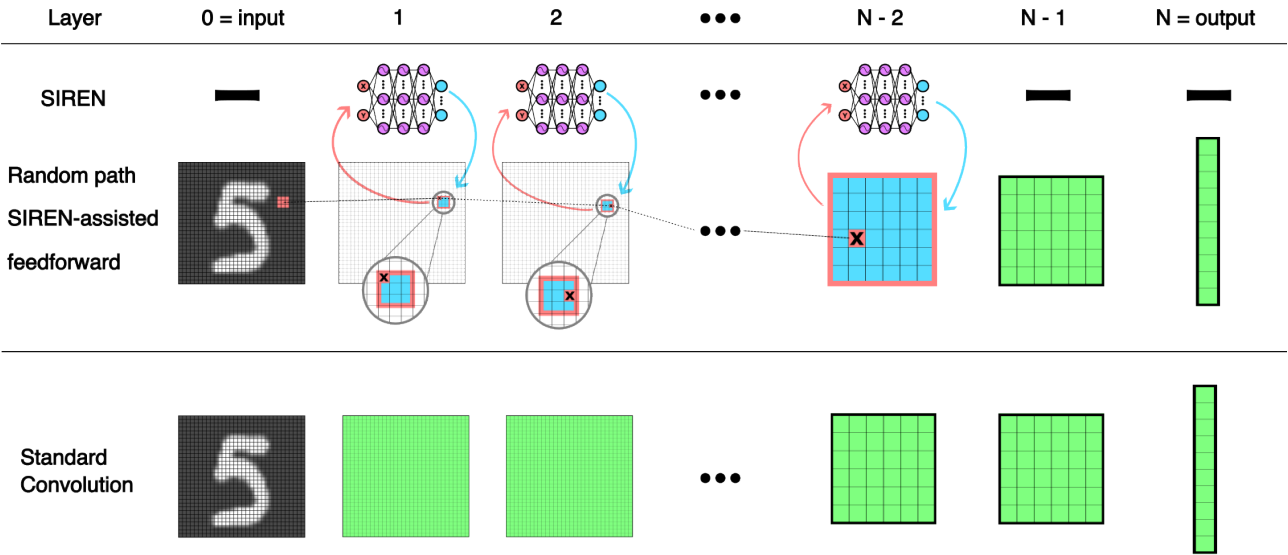 Layer 0 = input 1 2 ••• N - 2 N - 1 N = output
SIREN •••
X X X
Y Y Y
Random path
SIREN-assisted
feedforward
•••
X
X
X
Standard
Convolution
•••